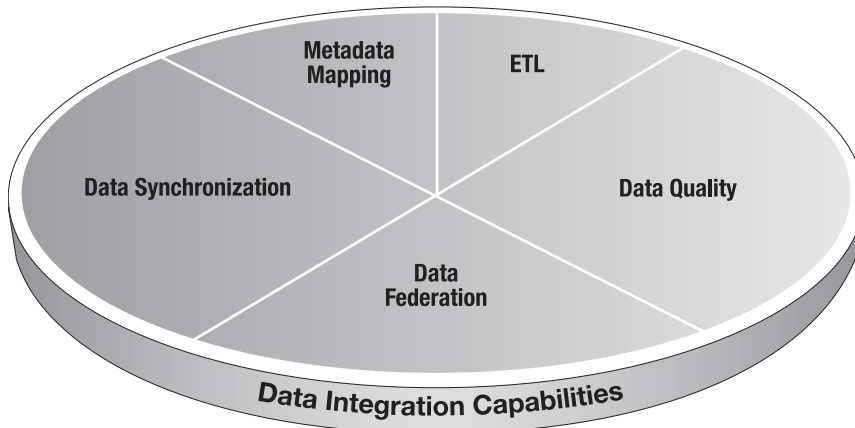 Metadata
Mapping
ETL
Data Synchronization
Data Quality
Data
Federation
Data Integration Capabilities